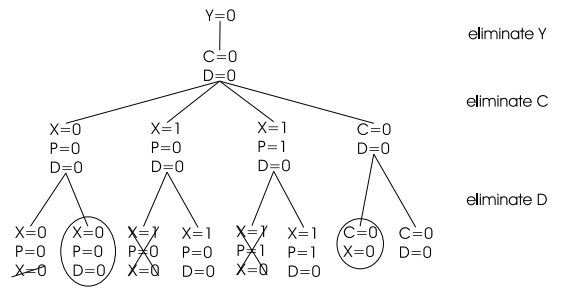 Y=0
eliminate Y
C=0
D=0
eliminate C
X=0 X=1 X=1 C=0
P=0 P=0 P=1 D=0
D=0 D=0 D=0
eliminate D
X=0 X=0 X=1 X=1 X=1 X=1 C=0 C=0
P=0 P=0 P=0 P=0 P=1 P=1 X=0 D=0
X=0 D=0 X=0 D=0 X=0 D=0